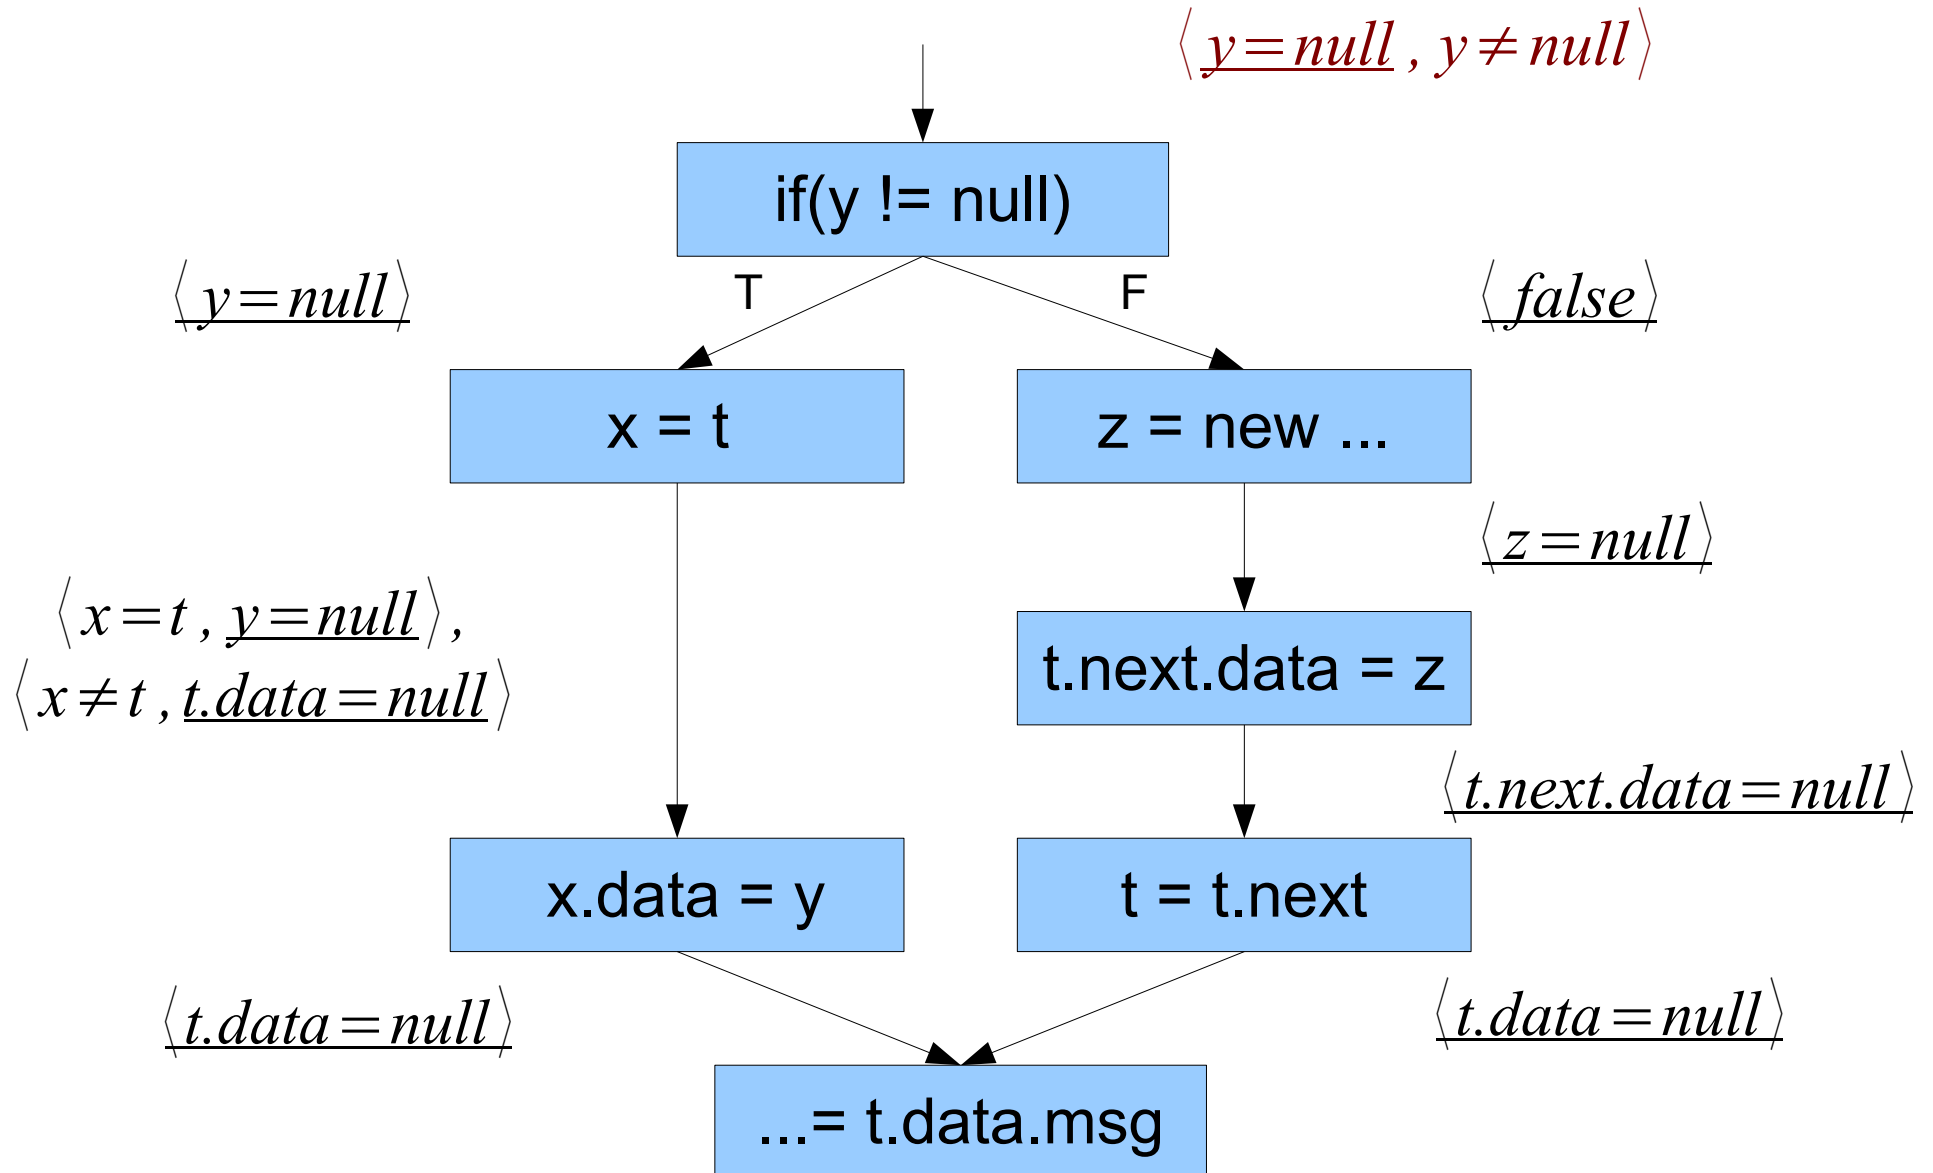 ⟨y=null, y≠null⟩
if(y != null)
T
F
⟨y=null⟩
⟨false⟩
x = t
z = new ...
⟨z=null⟩
⟨x=t, y=null⟩,
⟨x≠t, t.data=null⟩
t.next.data = z
⟨t.next.data=null⟩
x.data = y
t = t.next
⟨t.data=null⟩
⟨t.data=null⟩
...= t.data.msg